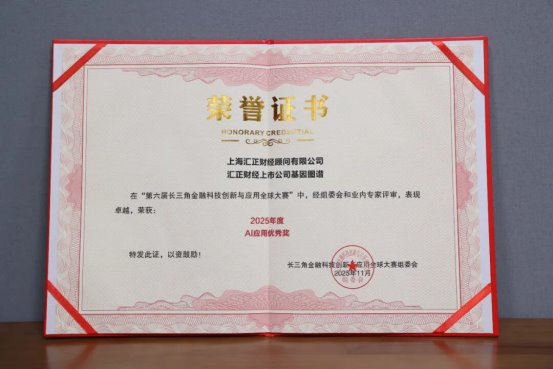 荣誉证书
HONORARY CREDENTIAL
上海汇正财经顾问有限公司
汇正财经上市公司基因图谱
在“第六届长三角金融科技创新与应用全球大赛”中，经组委会和业内专家评审，表现
卓越，荣获：
2025年度
AI应用优秀奖
特发此证，以资鼓励！
长三角金融科技创新与应用全球大赛组委会
2025年11月